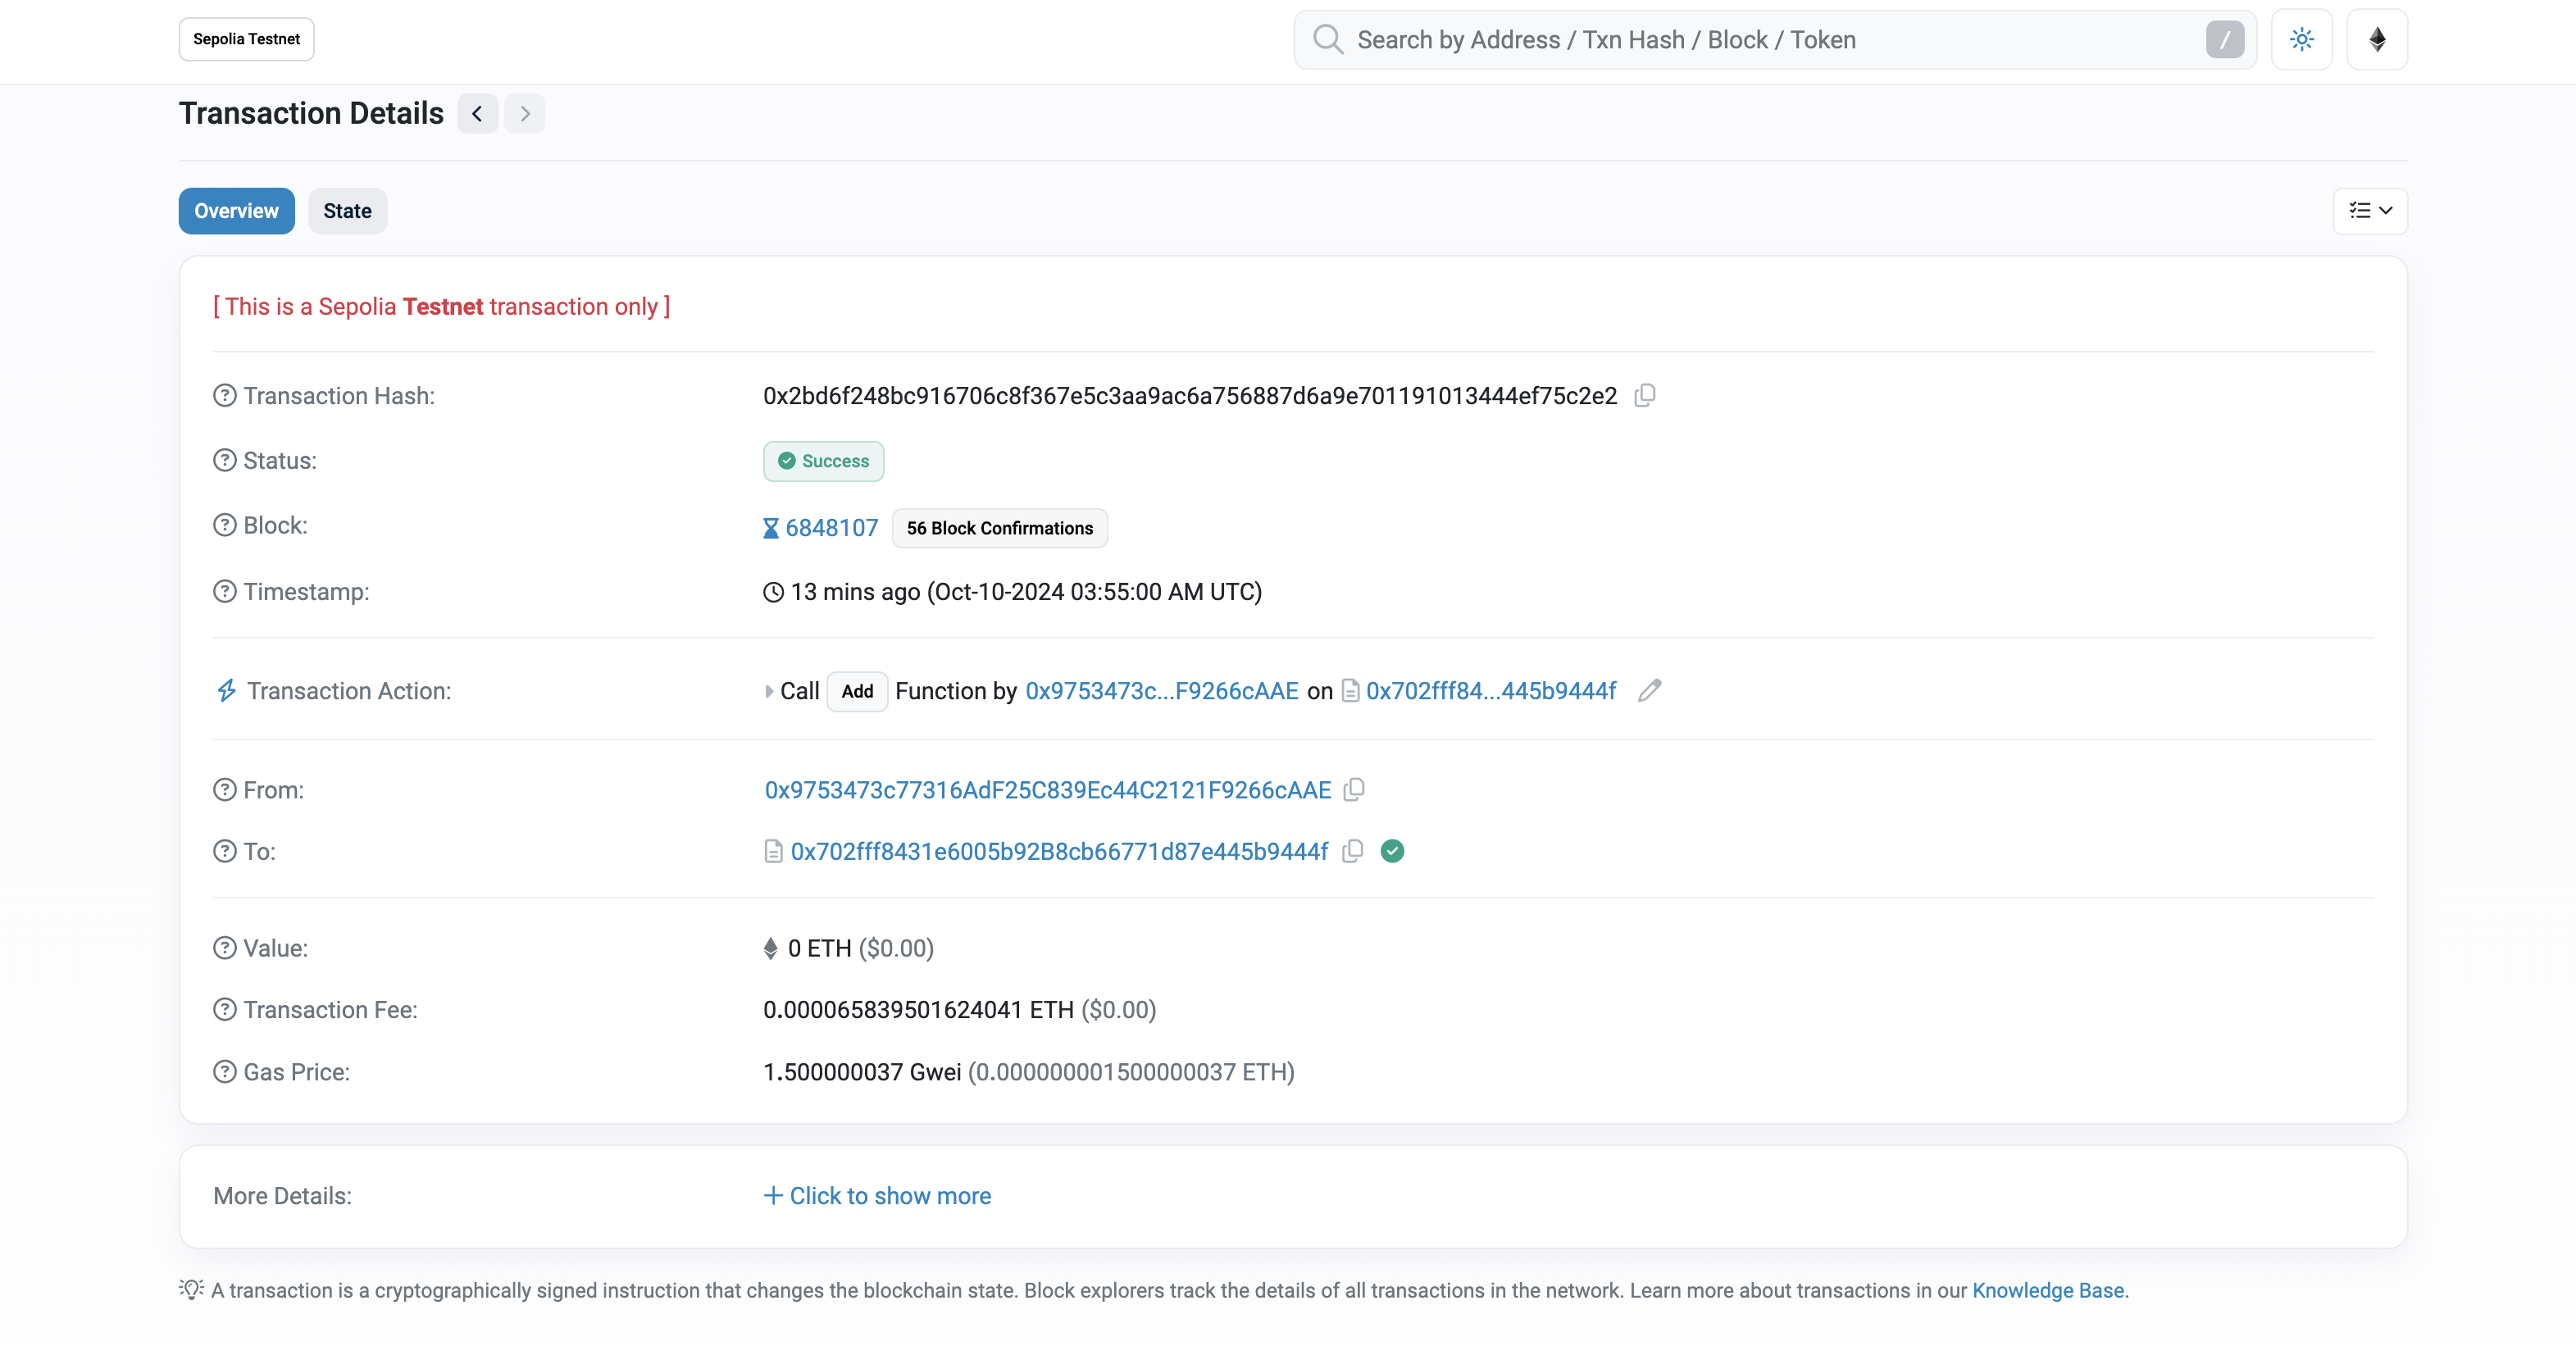 Sepolia Testnet
Search by Address / Txn Hash / Block / Token /
Transaction Details
Overview State
[ This is a Sepolia Testnet transaction only ]
Transaction Hash: 0x2bd6f248bc916706c8f367e5c3aa9ac6a756887d6a9e701191013444ef75c2e2
Status: Success
Block: 6848107 56 Block Confirmations
Timestamp: 13 mins ago (Oct-10-2024 03:55:00 AM UTC)
Transaction Action: Call Add Function by 0x9753473c...F9266cAAE on 0x702fff84...445b9444f
From: 0x9753473c77316AdF25C839Ec44C2121F9266cAAE
To: 0x702fff8431e6005b92B8cb66771d87e445b9444f
Value: 0 ETH ($0.00)
Transaction Fee: 0.000065839501624041 ETH ($0.00)
Gas Price: 1.500000037 Gwei (0.000000001500000037 ETH)
More Details: Click to show more
A transaction is a cryptographically signed instruction that changes the blockchain state. Block explorers track the details of all transactions in the network. Learn more about transactions in our Knowledge Base.